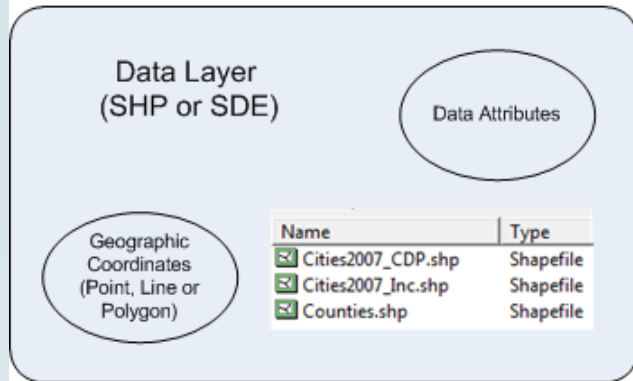 Data Layer
(SHP or SDE)
Data Attributes
Geographic
Coordinates
(Point, Line or
Polygon)
Name Type
Cities2007_CDP.shp Shapefile
Cities2007_Inc.shp Shapefile
Counties.shp Shapefile